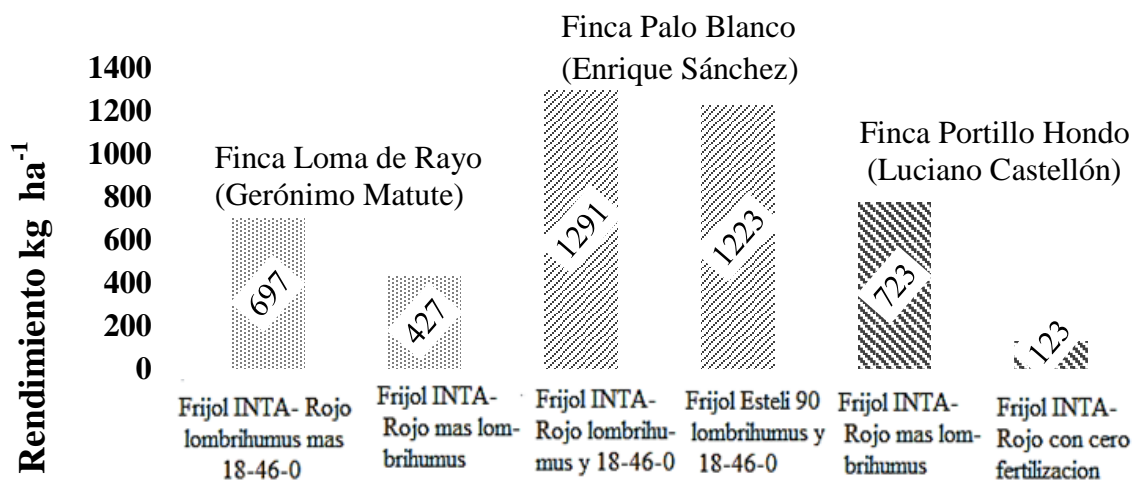 Finca Palo Blanco
(Enrique Sánchez)
Finca Loma de Rayo
(Gerónimo Matute)
Finca Portillo Hondo
(Luciano Castellón)
Rendimiento kg ha-1
1400
1200
1000
800
600
400
200
0
697
427
1291
1223
723
123
Frijol INTA- Rojo
lombrihumus mas
18-46-0
Frijol INTA-
Rojo mas lom-
brihumus
Frijol INTA-
Rojo lombrihu-
mus y 18-46-0
Frijol Esteli 90
lombrihumus y
18-46-0
Frijol INTA-
Rojo mas lom-
brihumus
Frijol INTA-
Rojo con cero
fertilizacion